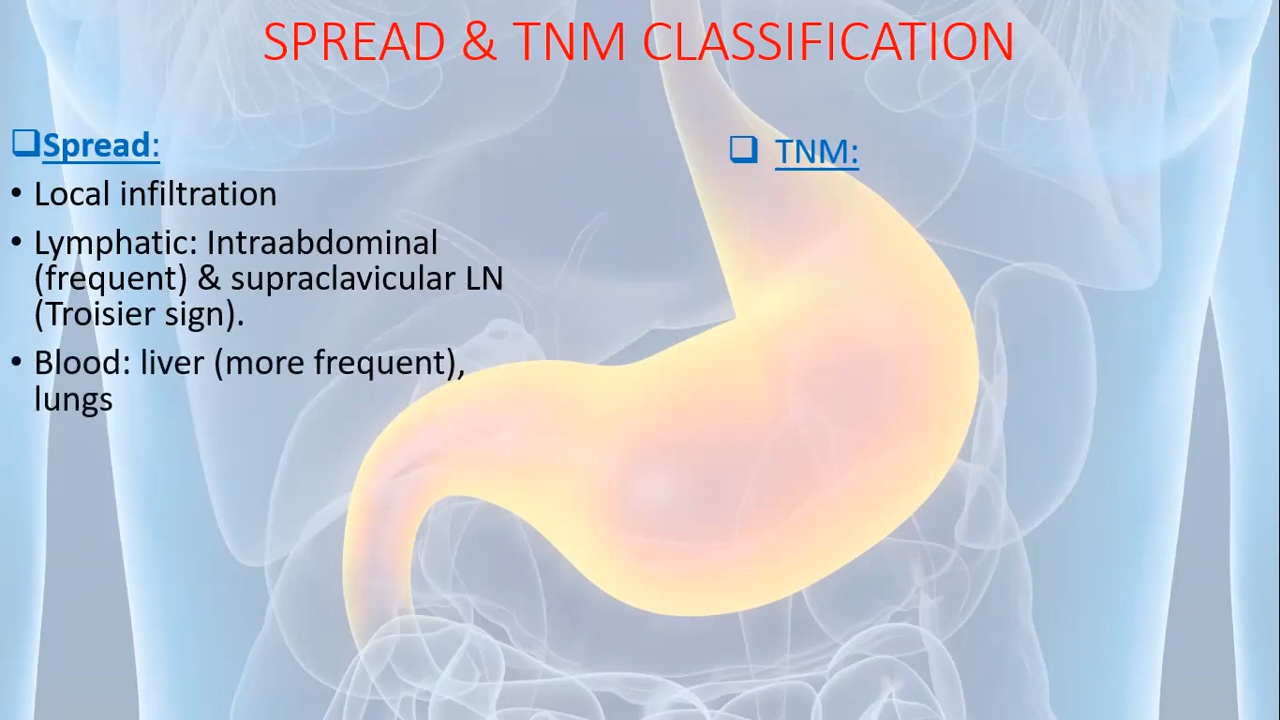 SPREAD & TNM CLASSIFICATION
❑Spread:
• Local infiltration
• Lymphatic: Intraabdominal
(frequent) & supraclavicular LN
(Troisier sign).
• Blood: liver (more frequent),
lungs
❑ TNM: